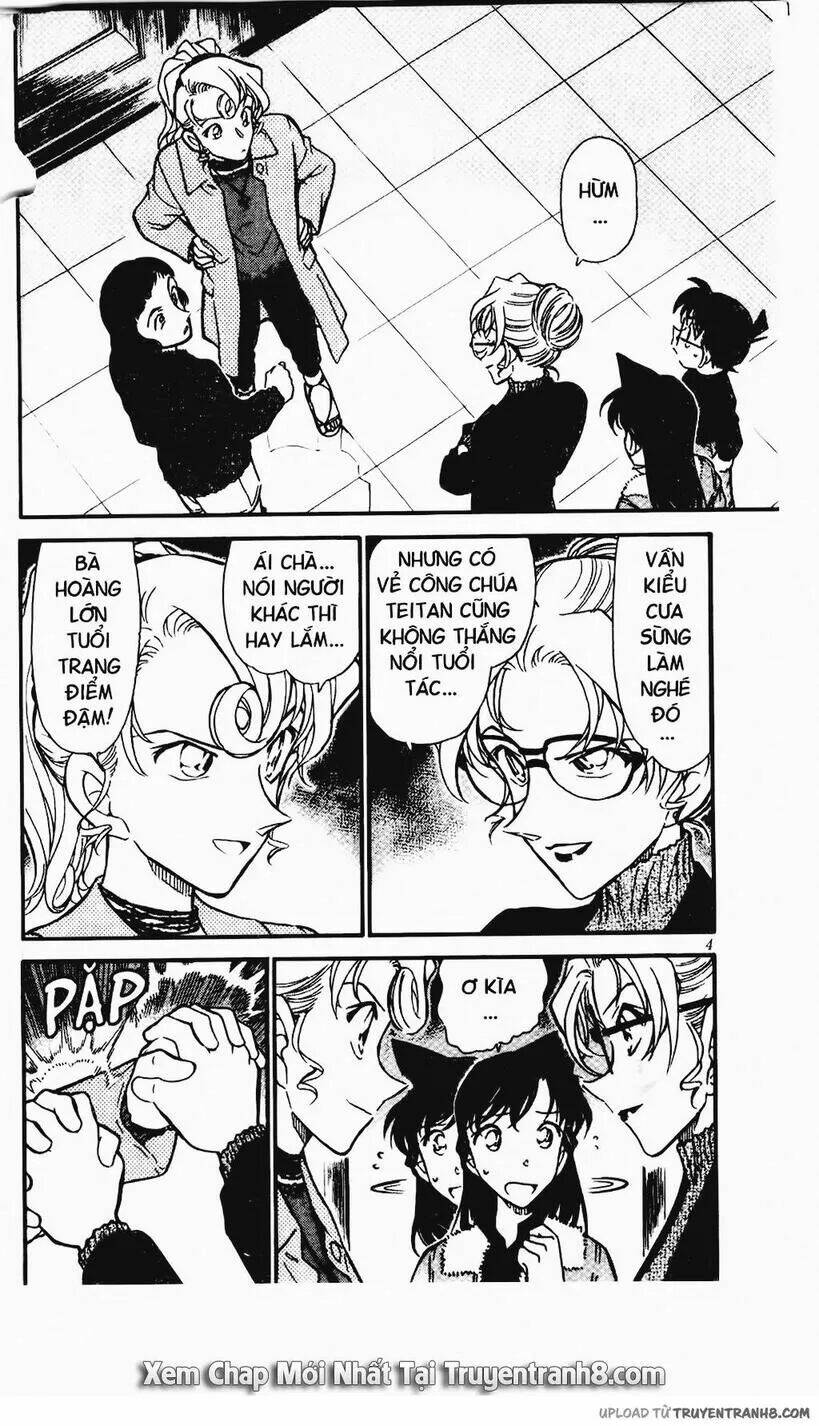 HỪM
...
VẪN
KIỂU
CƯA
SỪNG
LÀM
NGHÉ
ĐÓ
...
NHƯNG CÓ
VẺ CÔNG CHÚA
TEITAN CŨNG
KHÔNG THẮNG
NỔI TUỔI
TÁC...
ÁI CHÀ...
NÓI NGƯỜI
KHÁC THÌ
HAY LẮM...
BÀ
HOÀNG
LỚN
TUỔI
TRANG
ĐIỂM
ĐẬM!
4
Ơ KÌA
...
PẶP
Xem Chap Mới Nhất Tại Truyentranh8.com
UPLOAD TỪ TRUYENTRANH8.COM